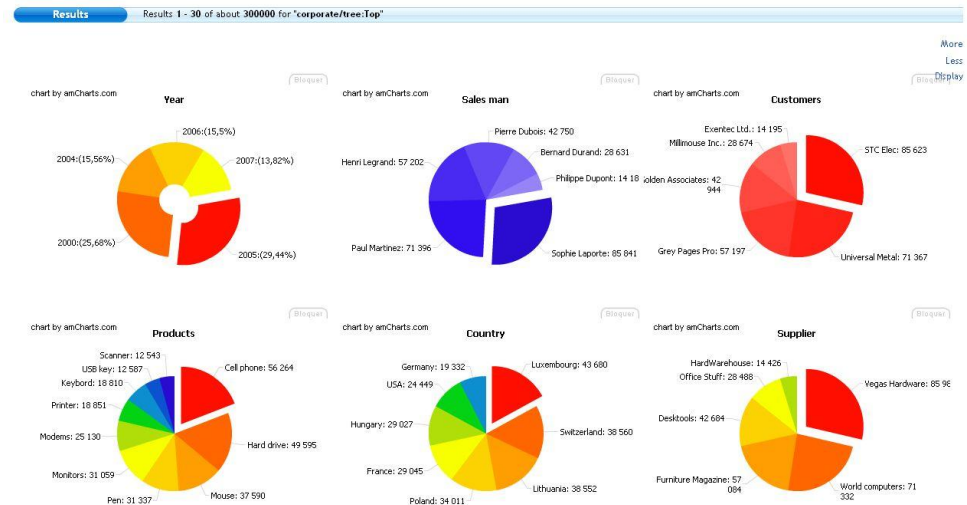 Results
Results 1 - 30 of about 300000 for "corporate/tree:Top"
More
Less
Display
Bloquer
chart by amCharts.com
Year
2006:(15,5%)
2007:(13,82%)
2004:(15,56%)
2000:(25,68%)
2005:(29,44%)
Bloquer
chart by amCharts.com
Sales man
Pierre Dubois: 42 750
Bernard Durand: 28 631
Henri Legrand: 57 202
Philippe Dupont: 14 18
Paul Martinez: 71 396
Sophie Laporte: 85 841
Bloquer
chart by amCharts.com
Customers
Exentec Ltd.: 14 195
Millimouse Inc.: 28 674
STC Elec: 85 623
olden Associates: 42
944
Grey Pages Pro: 57 197
Universal Metal: 71 367
Bloquer
chart by amCharts.com
Products
Scanner: 12 543
USB key: 12 587
Cell phone: 56 264
Keybord: 18 810
Printer: 18 851
Modems: 25 130
Hard drive: 49 595
Monitors: 31 059
Mouse: 37 590
Pen: 31 337
Bloquer
chart by amCharts.com
Country
Germany: 19 332
Luxembourg: 43 680
USA: 24 449
Hungary: 29 027
Switzerland: 38 560
France: 29 045
Lithuania: 38 552
Poland: 34 011
Bloquer
chart by amCharts.com
Supplier
HardWarehouse: 14 426
Office Stuff: 28 488
Vegas Hardware: 85 98
Desktools: 42 684
Furniture Magazine: 57
084
World computers: 71
332